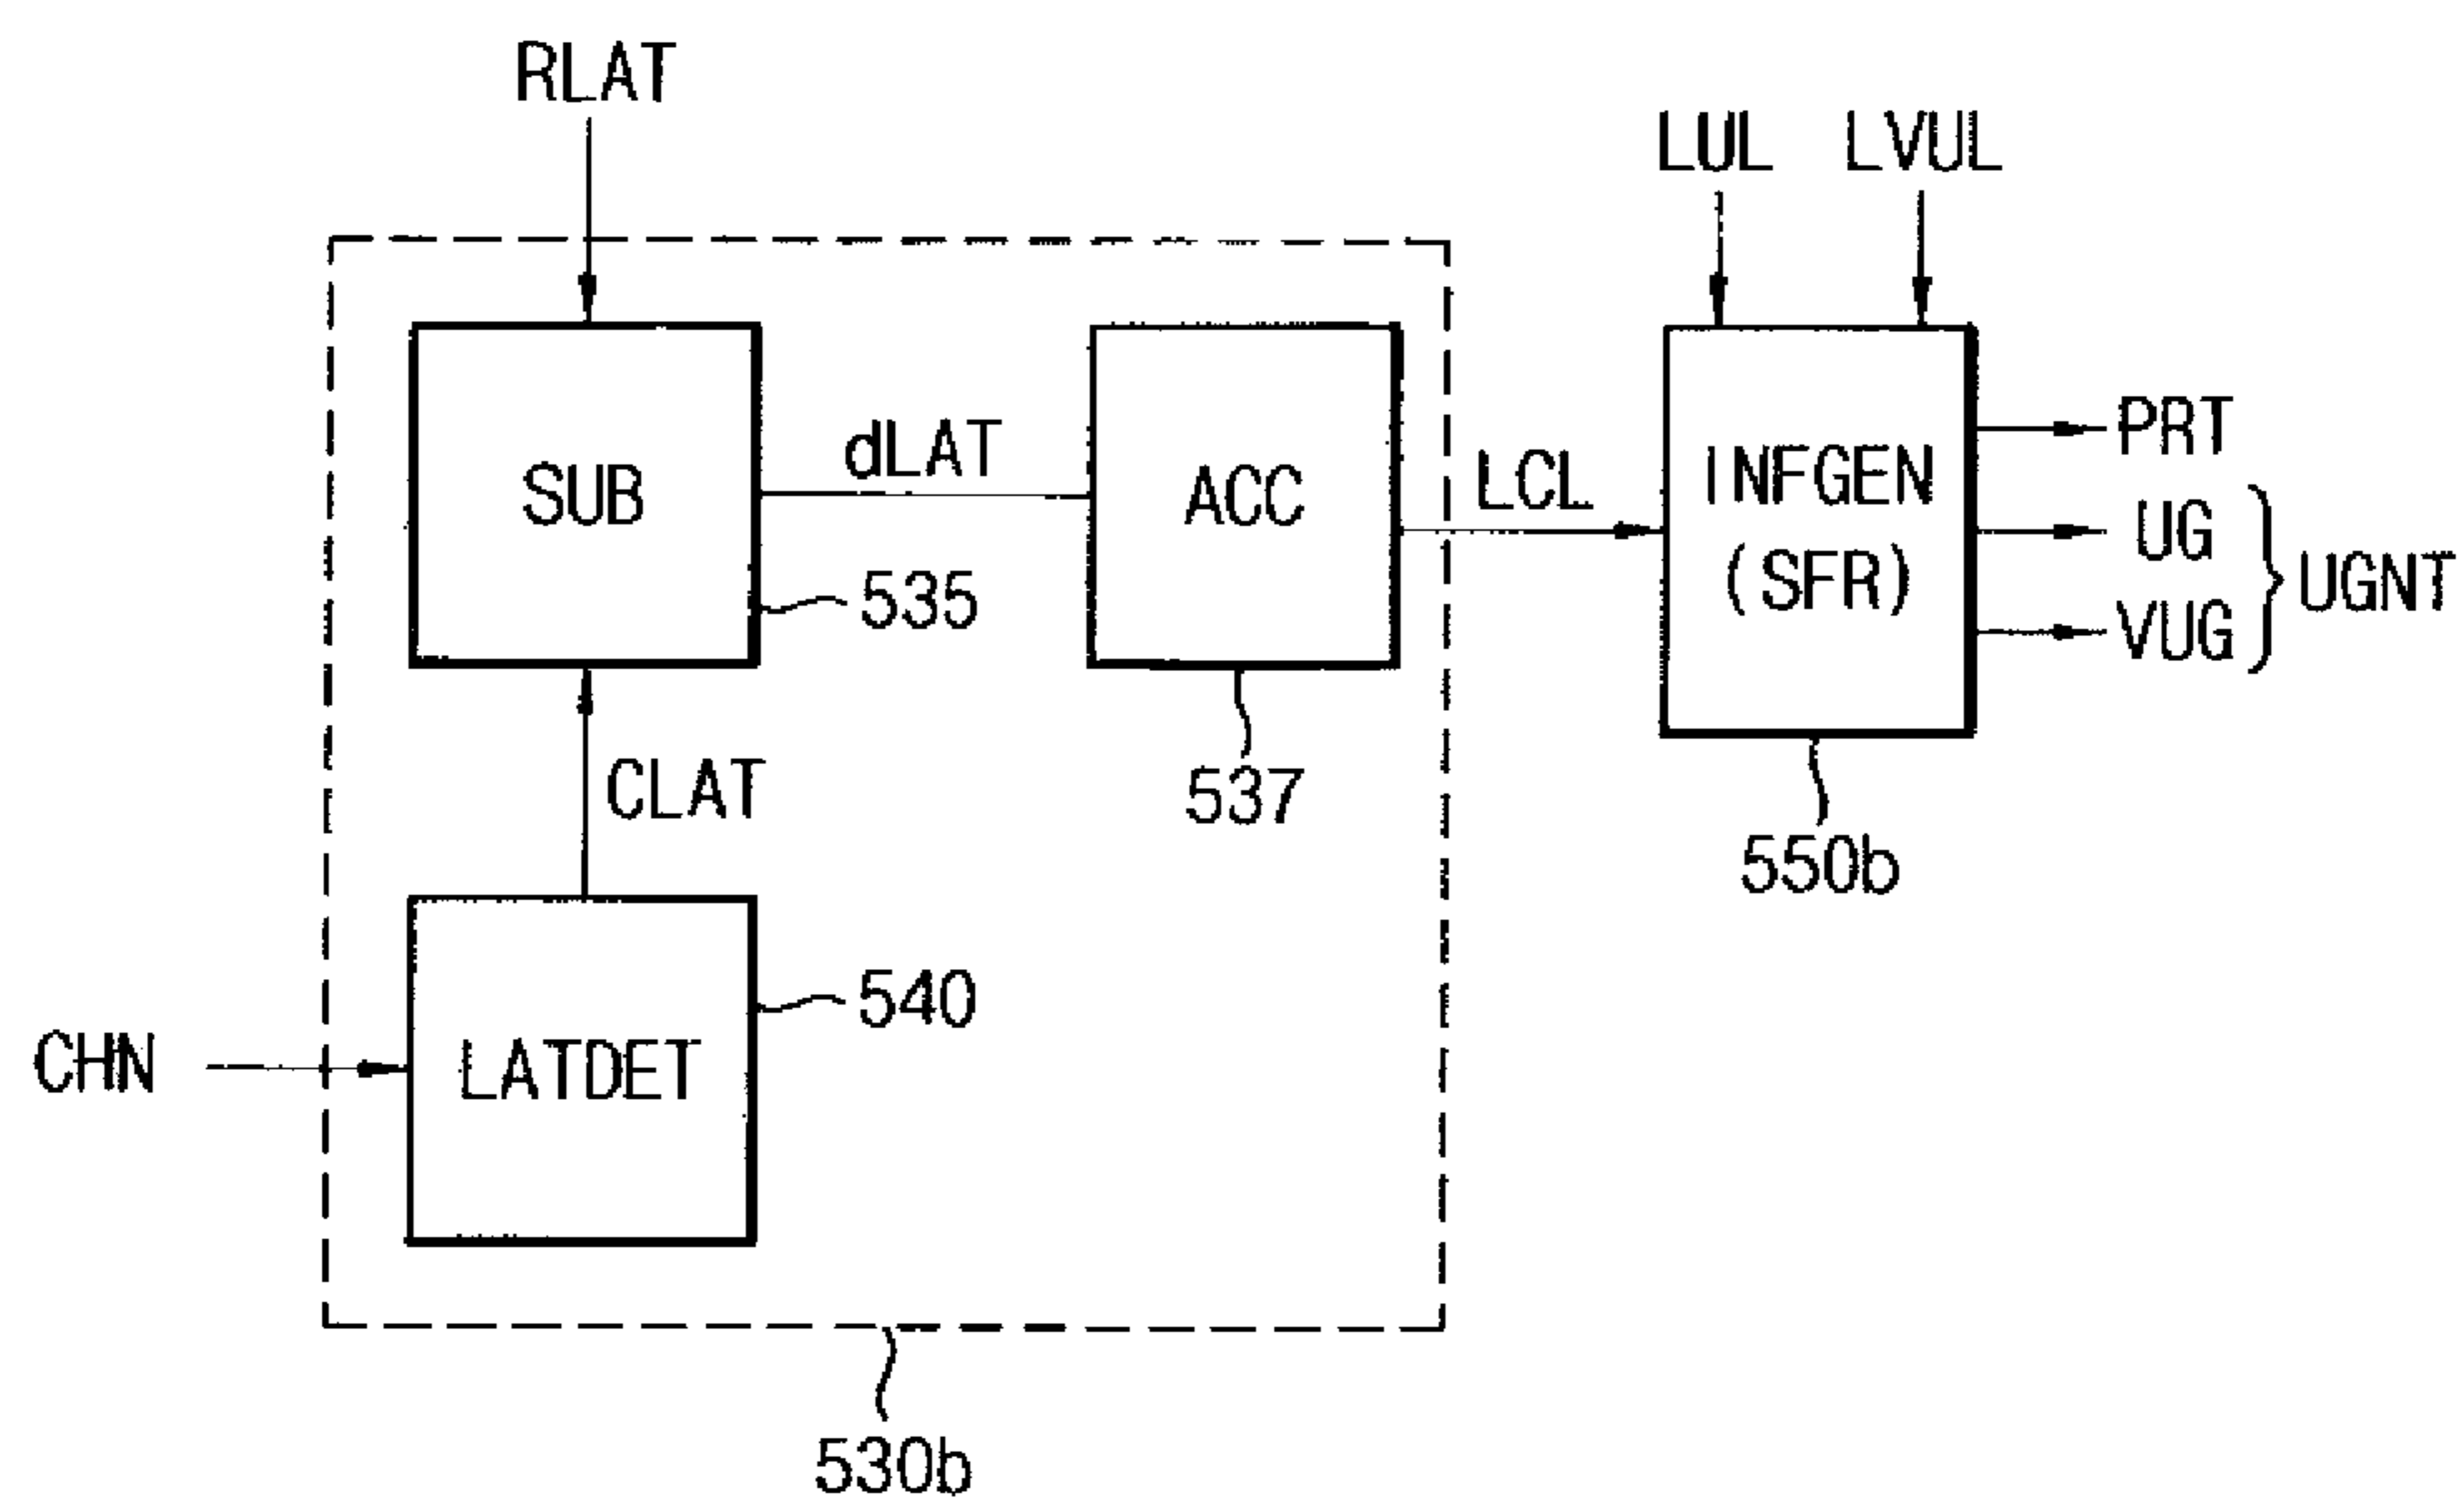 RLAT
LUL LVUL
SUB
dLAT
ACC
LCL
INFGEN
(SFR)
PRT
UG
VUG
UGNT
535
537
550b
CLAT
540
CHN
LATDET
530b